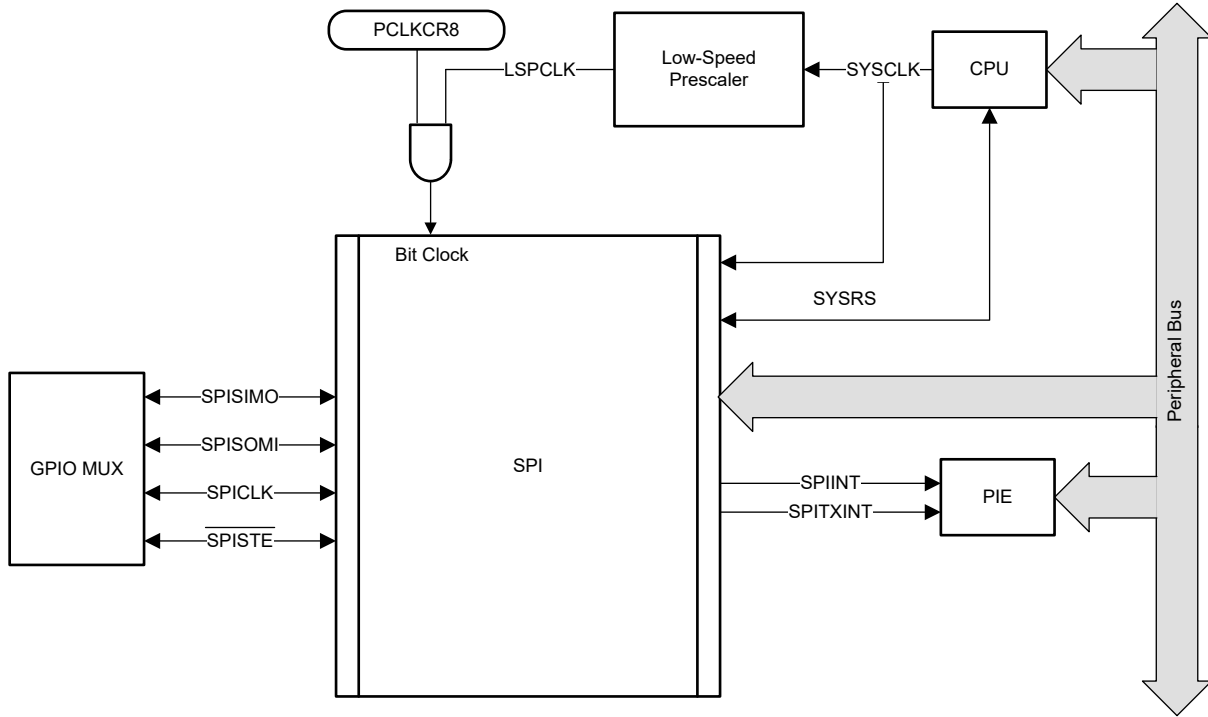 PCLKCR8
LSPCLK
Low-Speed
Prescaler
SYSCLK
CPU
Bit Clock
SYSRS
Peripheral Bus
GPIO MUX
SPISIMO
SPISOMI
SPICLK
SPISTE
SPI
SPIINT
SPITXINT
PIE